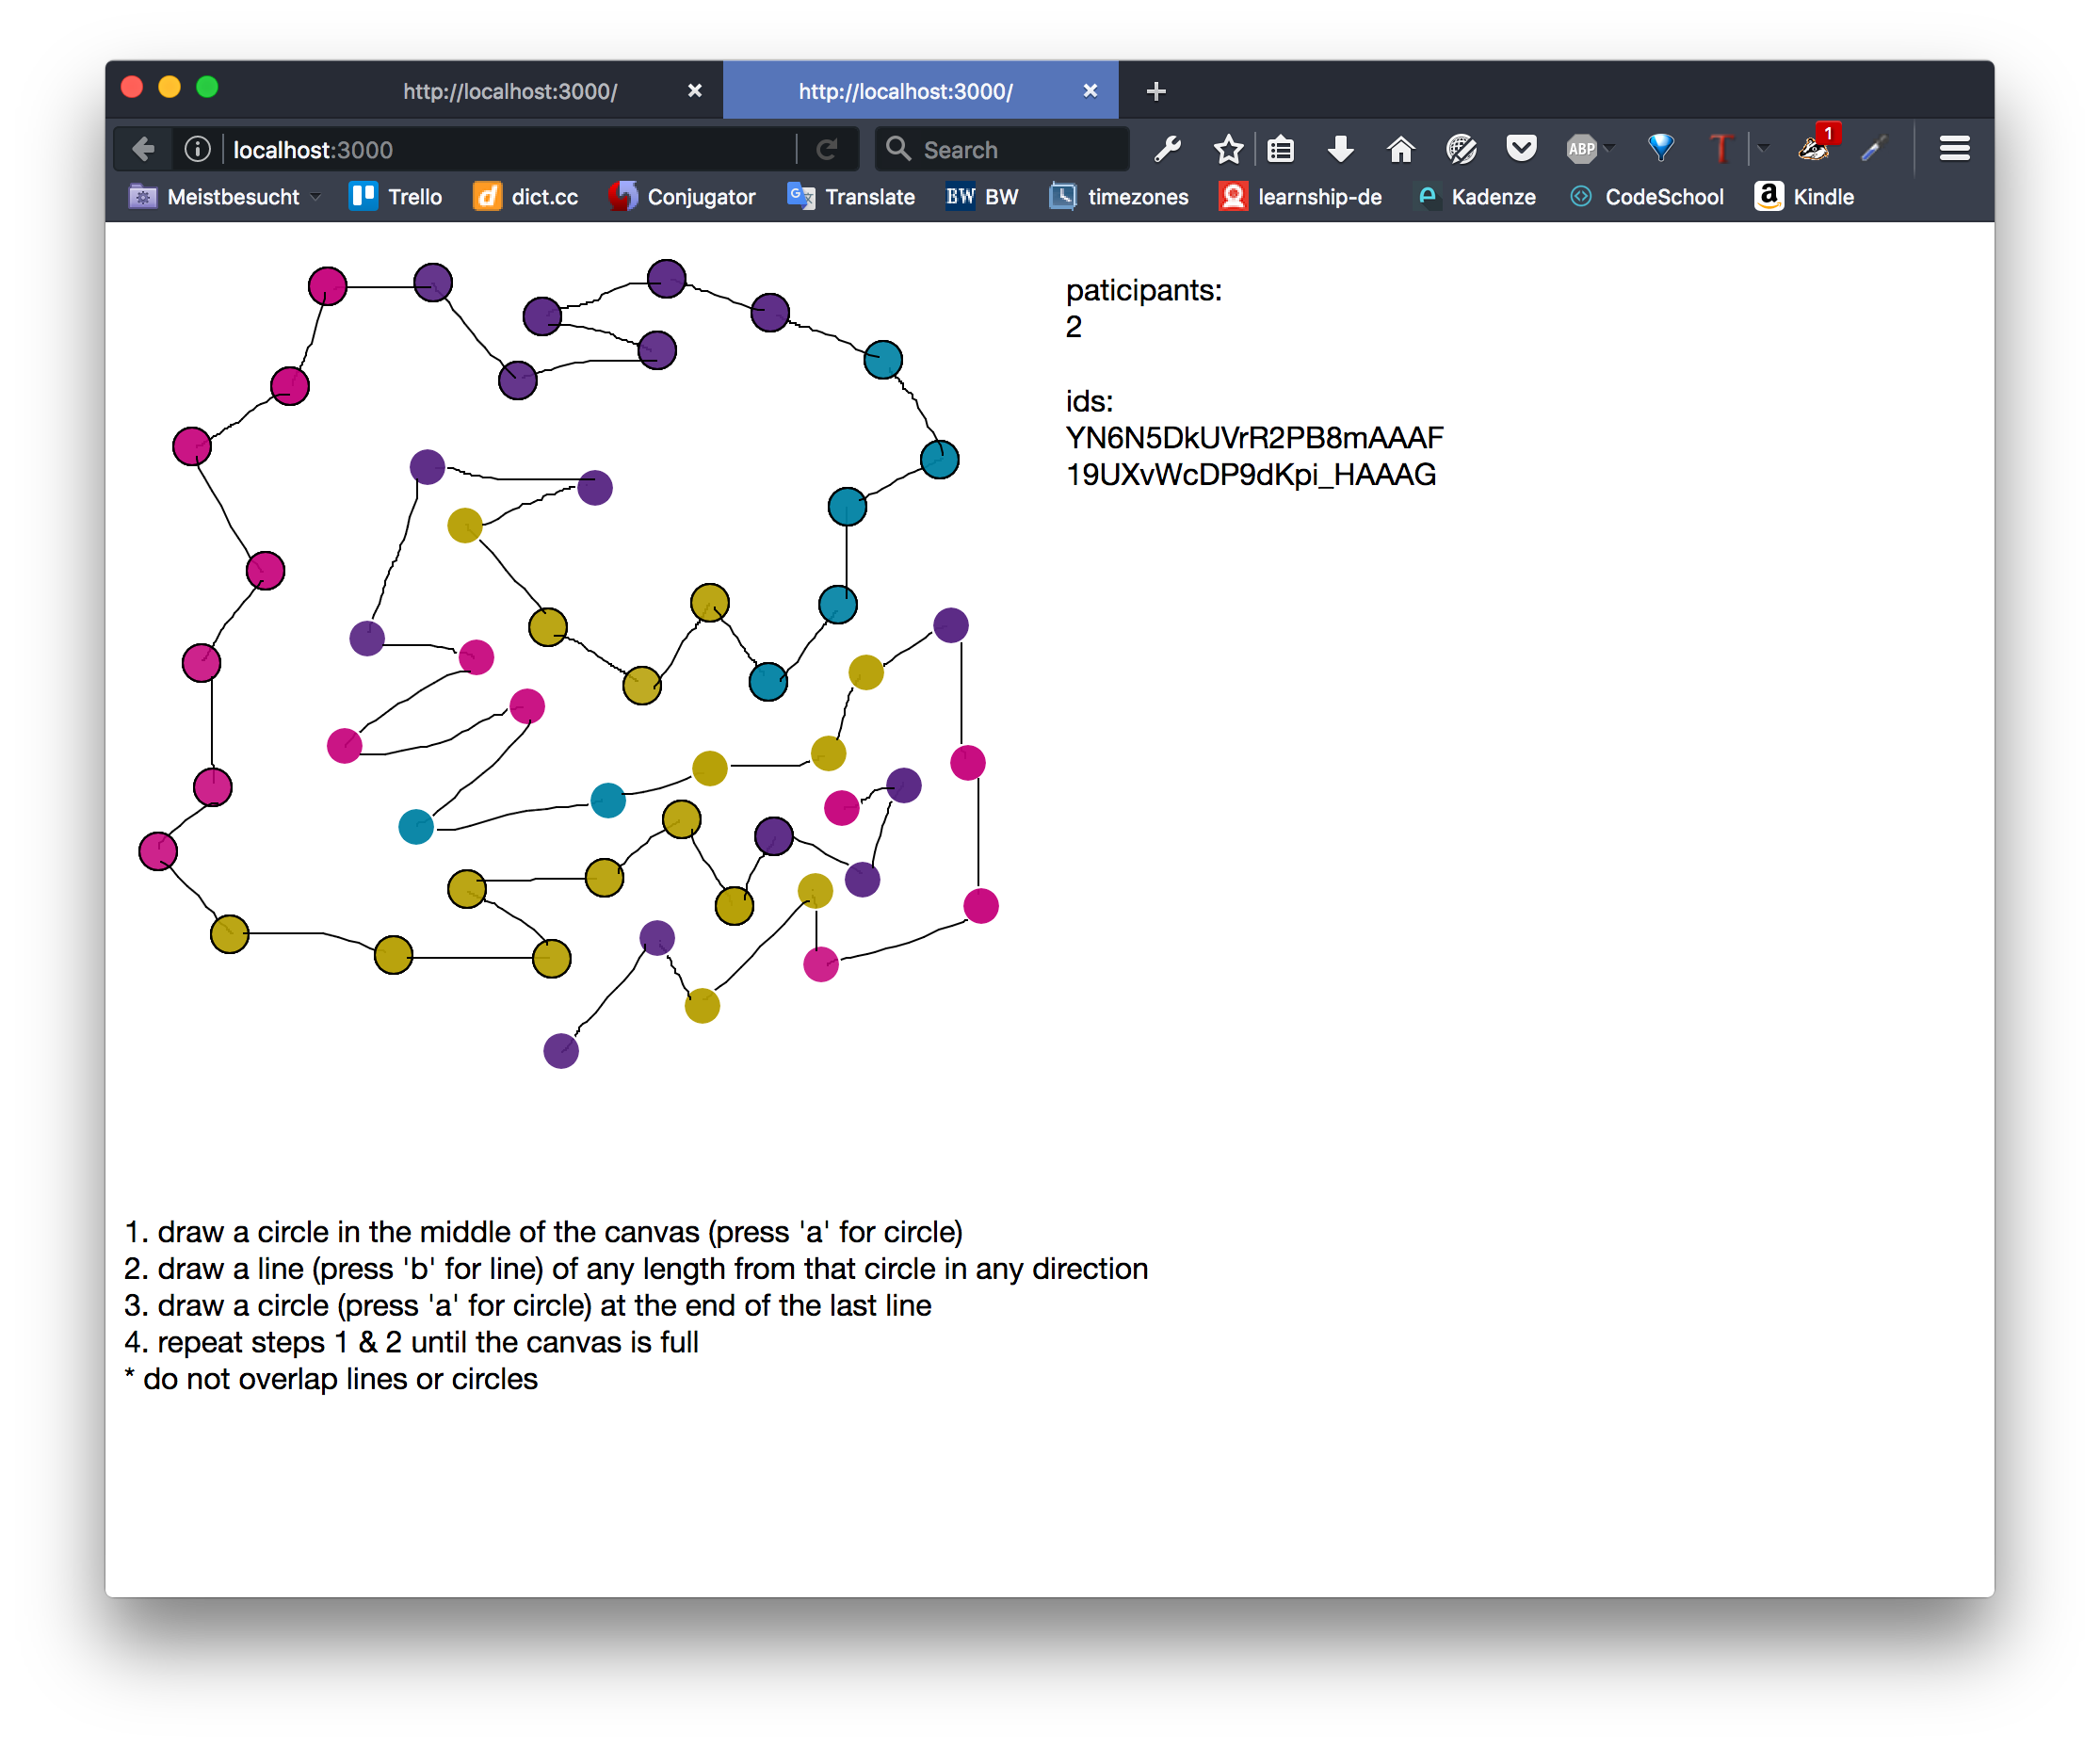 http://localhost:3000/ http://localhost:3000/
localhost:3000 Search ABP T 1
Meistbesucht Trello d dict.cc Conjugator G Translate BW BW timezones learnship-de e Kadenze CodeSchool a Kindle
paticipants:
2
ids:
YN6N5DkUVrR2PB8mAAAF
19UXvWcDP9dKpi_HAAAG
1. draw a circle in the middle of the canvas (press 'a' for circle)
2. draw a line (press 'b' for line) of any length from that circle in any direction
3. draw a circle (press 'a' for circle) at the end of the last line
4. repeat steps 1 & 2 until the canvas is full
* do not overlap lines or circles